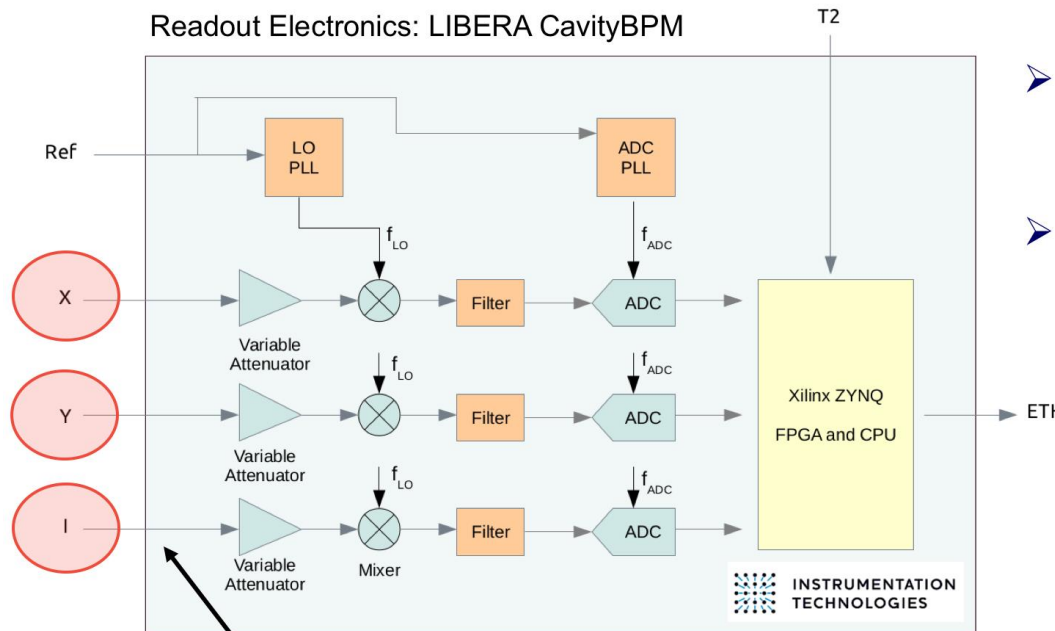 T2
Readout Electronics: LIBERA CavityBPM
Ref
LO
PLL
ADC
PLL
fLO
fADC
X
Variable
Attenuator
Filter
ADC
fLO
fADC
Y
Variable
Attenuator
Filter
ADC
Xilinx ZYNQ
FPGA and CPU
ETH
fLO
fADC
I
Variable
Attenuator
Mixer
Filter
ADC
INSTRUMENTATION
TECHNOLOGIES